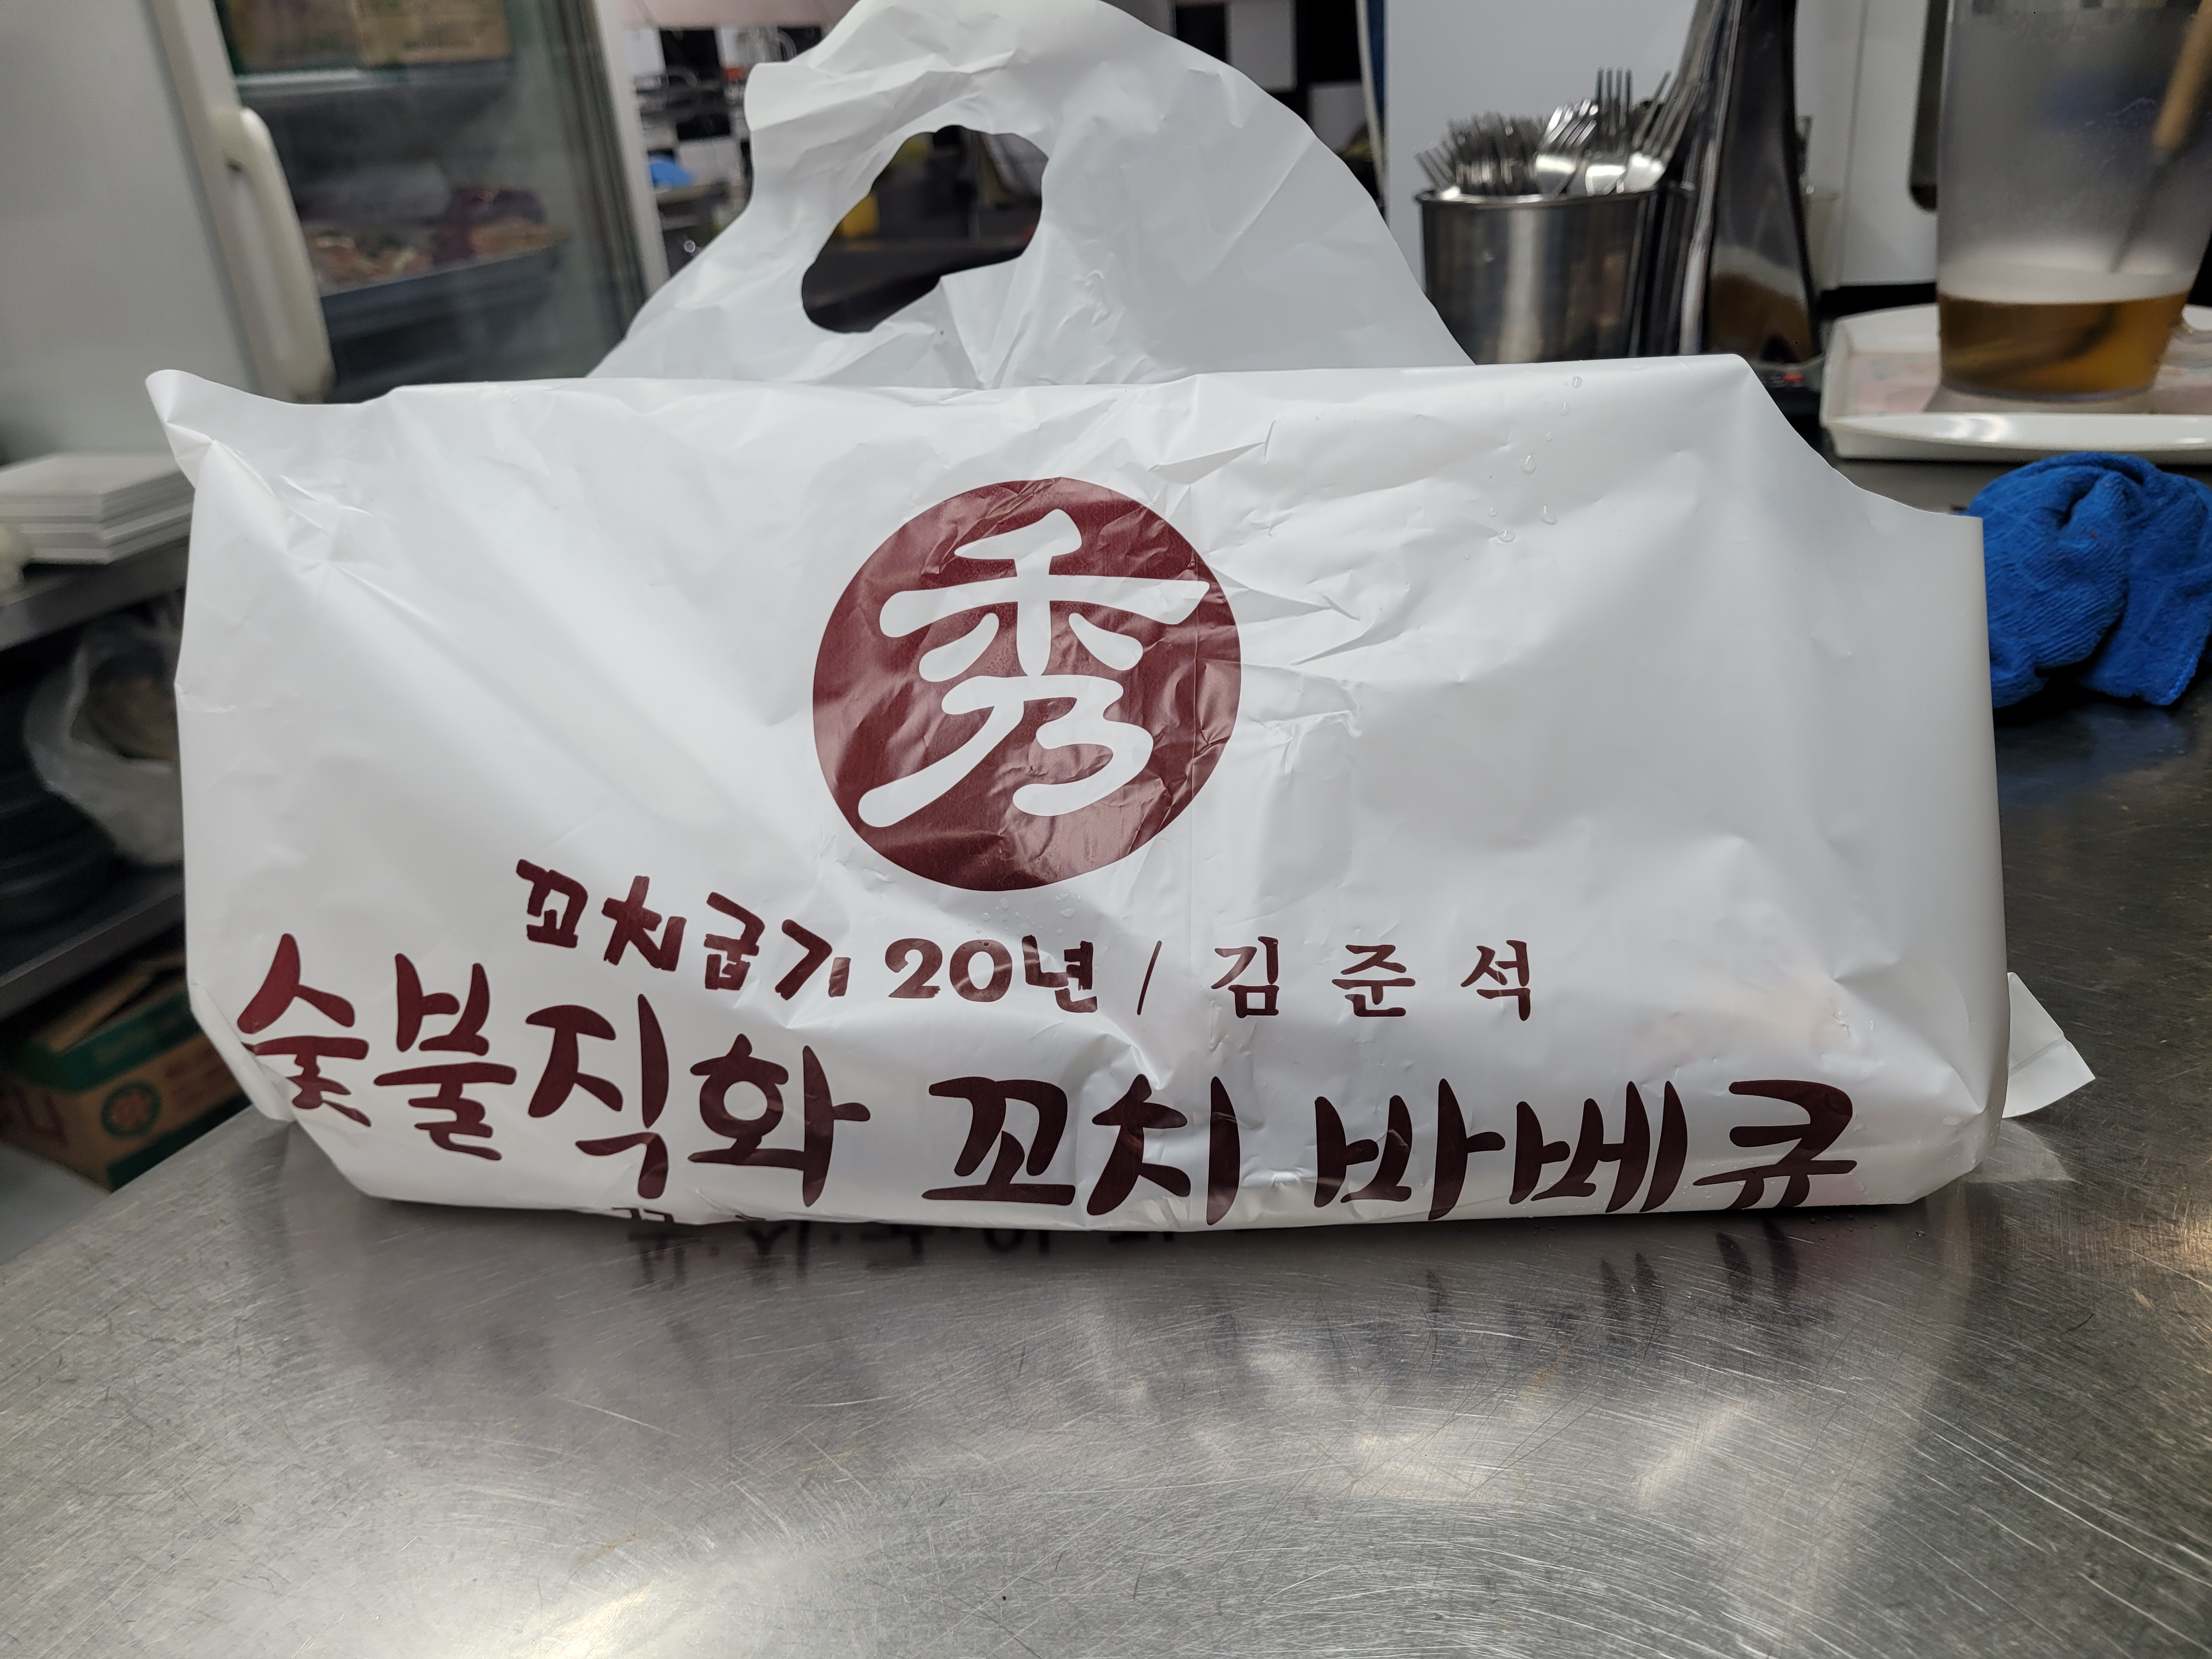 秀
꼬치굽기 20년 / 김준석
숯불직화 꼬치 바베큐